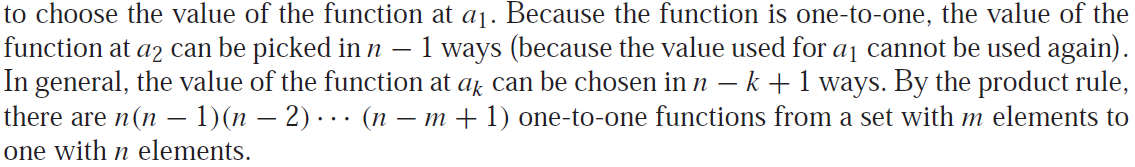 to choose the value of the function at a₁. Because the function is one-to-one, the value of the
function at a₂ can be picked in n − 1 ways (because the value used for a₁ cannot be used again).
In general, the value of the function at aₖ can be chosen in n − k + 1 ways. By the product rule,
there are n(n − 1)(n − 2) · · · (n − m + 1) one-to-one functions from a set with m elements to
one with n elements.